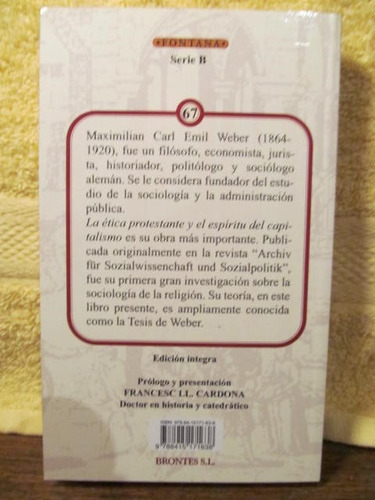 •FONTANA•
Serie B
67
Maximilian Carl Emil Weber (1864-
1920), fue un filósofo, economista, juris-
ta, historiador, politólogo y sociólogo
alemán. Se le considera fundador del estu-
dio de la sociología y la administración
pública.
La ética protestante y el espíritu del capi-
talismo es su obra más importante. Publi-
cada originalmente en la revista "Archiv
für Sozialwissenschaft und Sozialpolitik",
fue su primera gran investigación sobre la
sociología de la religión. Su teoría, en este
libro presente, es ampliamente conocida
como la Tesis de Weber.
Edición integra
Prólogo y presentación
FRANCESC LL. CARDONA
Doctor en historia y catedrático
9 788415 171638
BRONTES S.L.